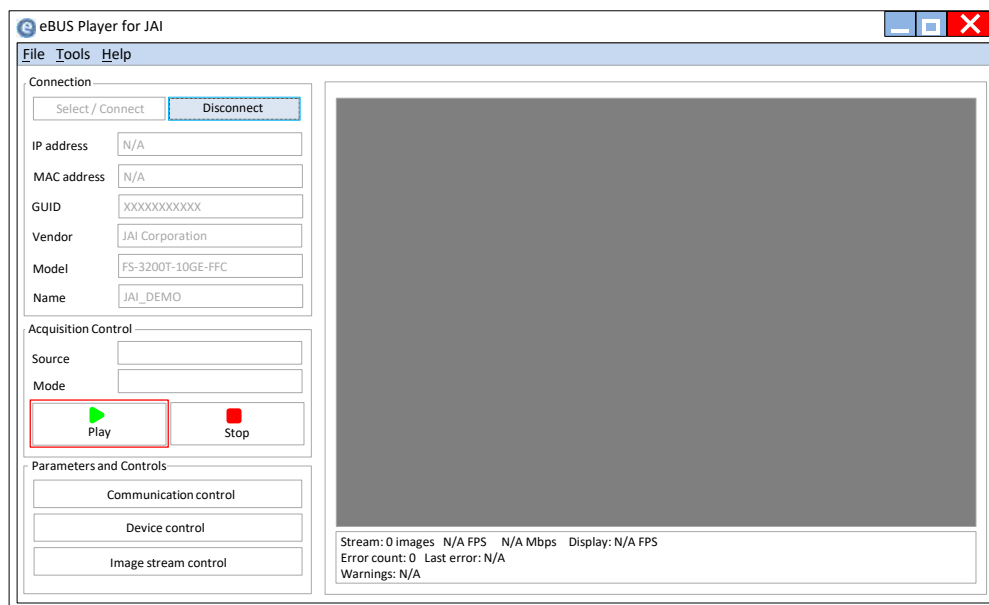 eBUS Player for JAI
File Tools Help
Connection
Select / Connect Disconnect
IP address N/A
MAC address N/A
GUID XXXXXXXXXXX
Vendor JAI Corporation
Model FS-3200T-10GE-FFC
Name JAI_DEMO
Acquisition Control
Source
Mode
Play Stop
Parameters and Controls
Communication control
Device control
Image stream control
Stream: 0 images N/A FPS N/A Mbps Display: N/A FPS
Error count: 0 Last error: N/A
Warnings: N/A